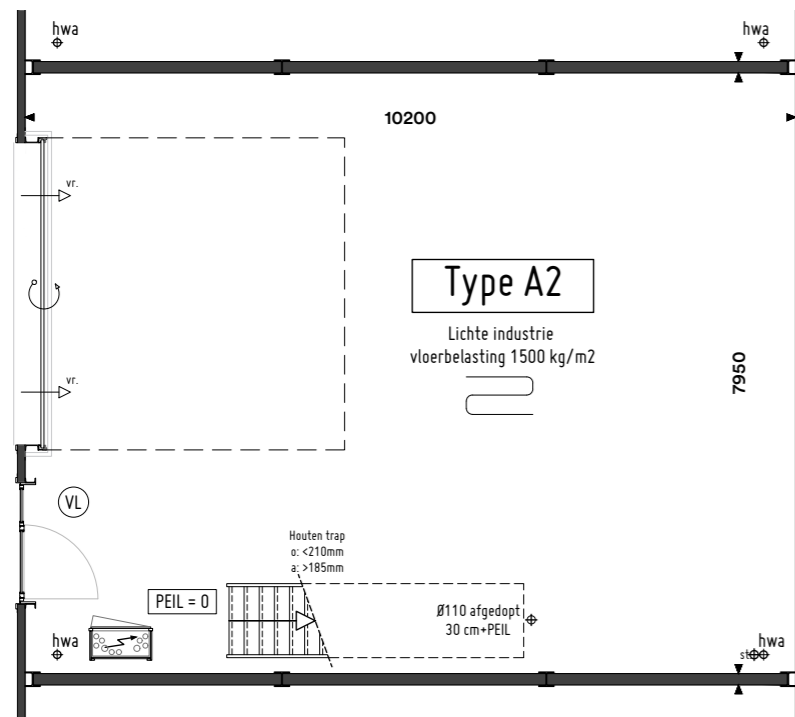 hwa
hwa
10200
vr.
Type A2
Lichte industrie
vloerbelasting 1500 kg/m2
7950
vr.
VL
Houten trap
o: <210mm
a: >185mm
PEIL = 0
Ø110 afgedopt
30 cm+PEIL
hwa
st
hwa